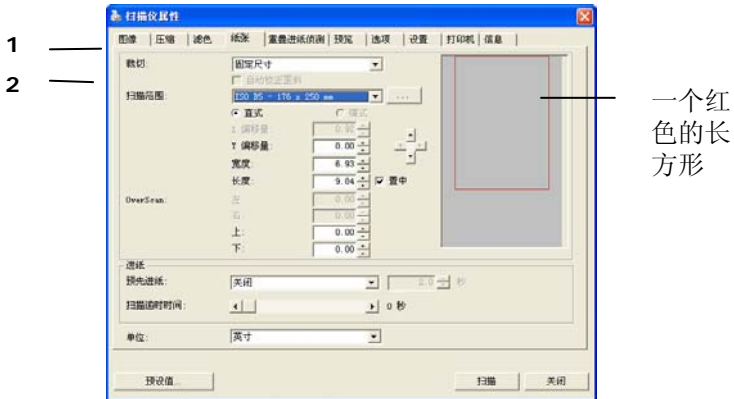 扫描仪属性
图像 压缩 滤色 纸张 重叠进纸侦测 预览 选项 设置 打印机 信息
1
裁切: 固定尺寸
自动校正歪斜
2
扫描范围: ISO B5 - 176 x 250 mm ...
直式 横式
X 偏移量: 0.92
Y 偏移量: 0.00
宽度: 6.93
长度: 9.84 置中
OverScan: 左: 0.00
右: 0.00
上: 0.00
下: 0.00
一个红
色的长
方形
进纸
预先进纸: 关闭 2.0 秒
扫描逾时时间: 0 秒
单位: 英寸
预设值... 扫描 关闭